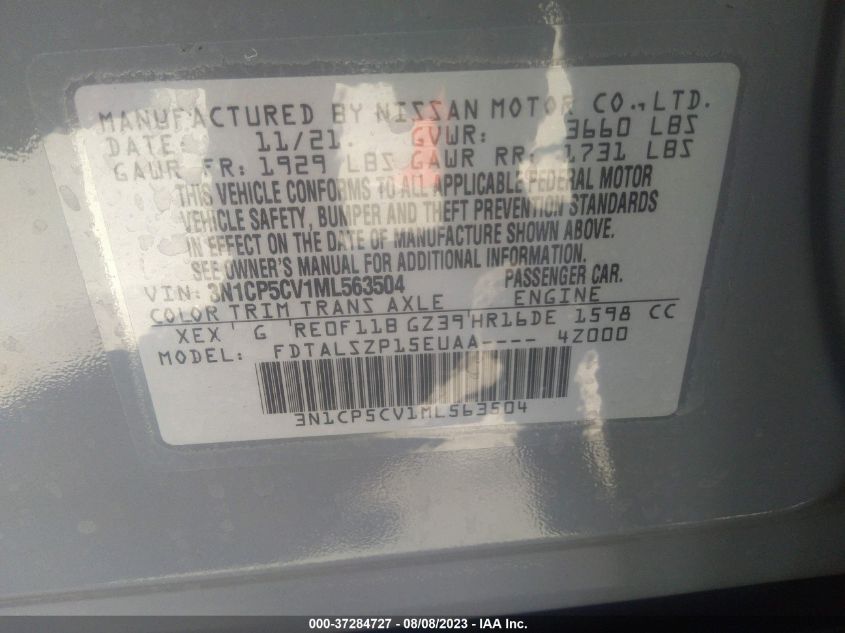 MANUFACTURED BY NISSAN MOTOR CO., LTD.
DATE: 11/21. GVWR: 3660 LBS
GAWR FR: 1929 LBS GAWR RR: 1731 LBS
THIS VEHICLE CONFORMS TO ALL APPLICABLE FEDERAL MOTOR
VEHICLE SAFETY, BUMPER AND THEFT PREVENTION STANDARDS
IN EFFECT ON THE DATE OF MANUFACTURE SHOWN ABOVE.
SEE OWNER'S MANUAL FOR ADDITIONAL INFORMATION.
VIN: 3N1CP5CV1ML563504 PASSENGER CAR.
COLOR TRIM TRANS AXLE ENGINE
XEX G RE0F11B GZ39 HR16DE 1598 CC
MODEL: FDTALSZP15EUAA---- 4Z000
3N1CP5CV1ML563504
000-37284727 - 08/08/2023 - IAA Inc.